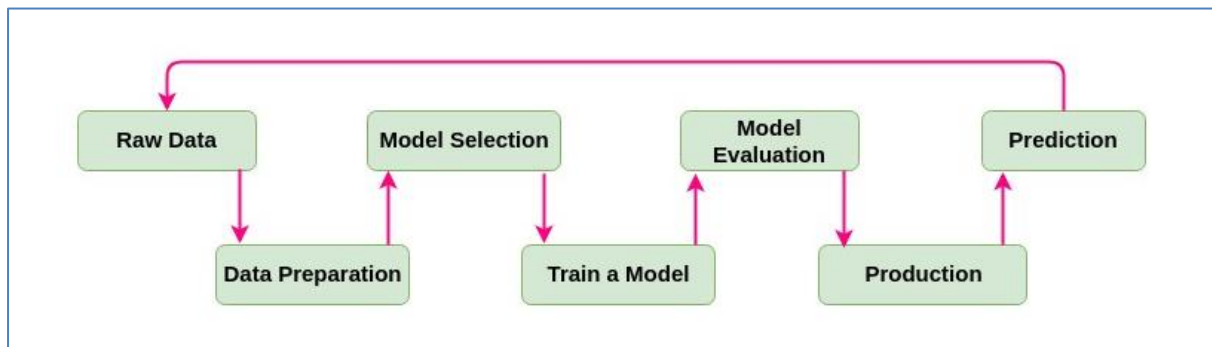 Raw Data
Data Preparation
Model Selection
Train a Model
Model
Evaluation
Production
Prediction